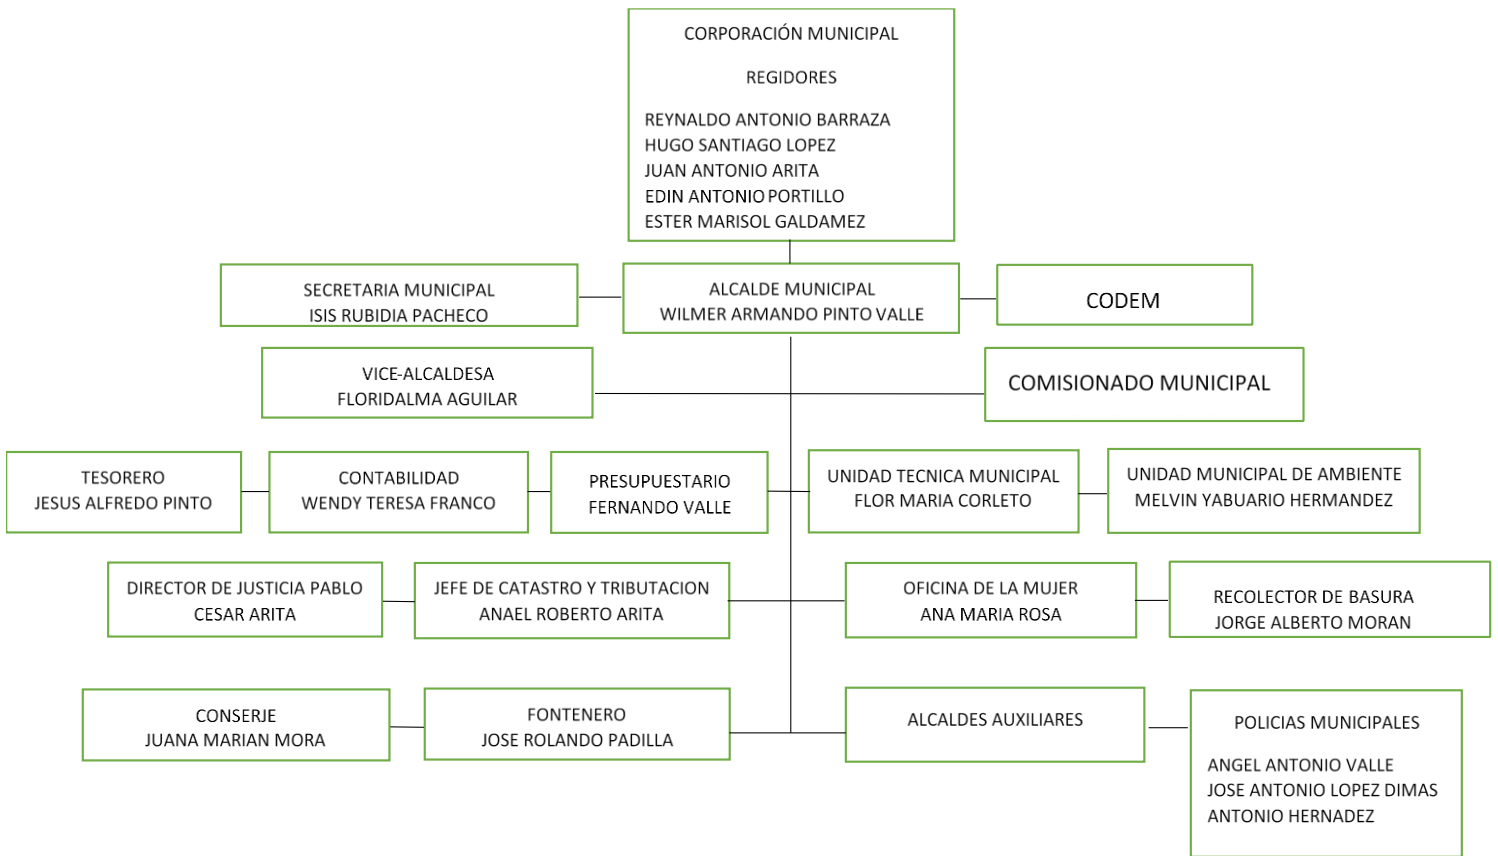 CORPORACIÓN MUNICIPAL
REGIDORES
REYNALDO ANTONIO BARRAZA
HUGO SANTIAGO LOPEZ
JUAN ANTONIO ARITA
EDIN ANTONIO PORTILLO
ESTER MARISOL GALDAMEZ
SECRETARIA MUNICIPAL
ISIS RUBIDIA PACHECO
ALCALDE MUNICIPAL
WILMER ARMANDO PINTO VALLE
CODEM
VICE-ALCALDESA
FLORIDALMA AGUILAR
COMISIONADO MUNICIPAL
TESORERO
JESUS ALFREDO PINTO
CONTABILIDAD
WENDY TERESA FRANCO
PRESUPUESTARIO
FERNANDO VALLE
UNIDAD TECNICA MUNICIPAL
FLOR MARIA CORLETO
UNIDAD MUNICIPAL DE AMBIENTE
MELVIN YABUARIO HERMANDEZ
DIRECTOR DE JUSTICIA PABLO
CESAR ARITA
JEFE DE CATASTRO Y TRIBUTACION
ANAEL ROBERTO ARITA
OFICINA DE LA MUJER
ANA MARIA ROSA
RECOLECTOR DE BASURA
JORGE ALBERTO MORAN
CONSERJE
JUANA MARIAN MORA
FONTENERO
JOSE ROLANDO PADILLA
ALCALDES AUXILIARES
POLICIAS MUNICIPALES
ANGEL ANTONIO VALLE
JOSE ANTONIO LOPEZ DIMAS
ANTONIO HERNADEZ